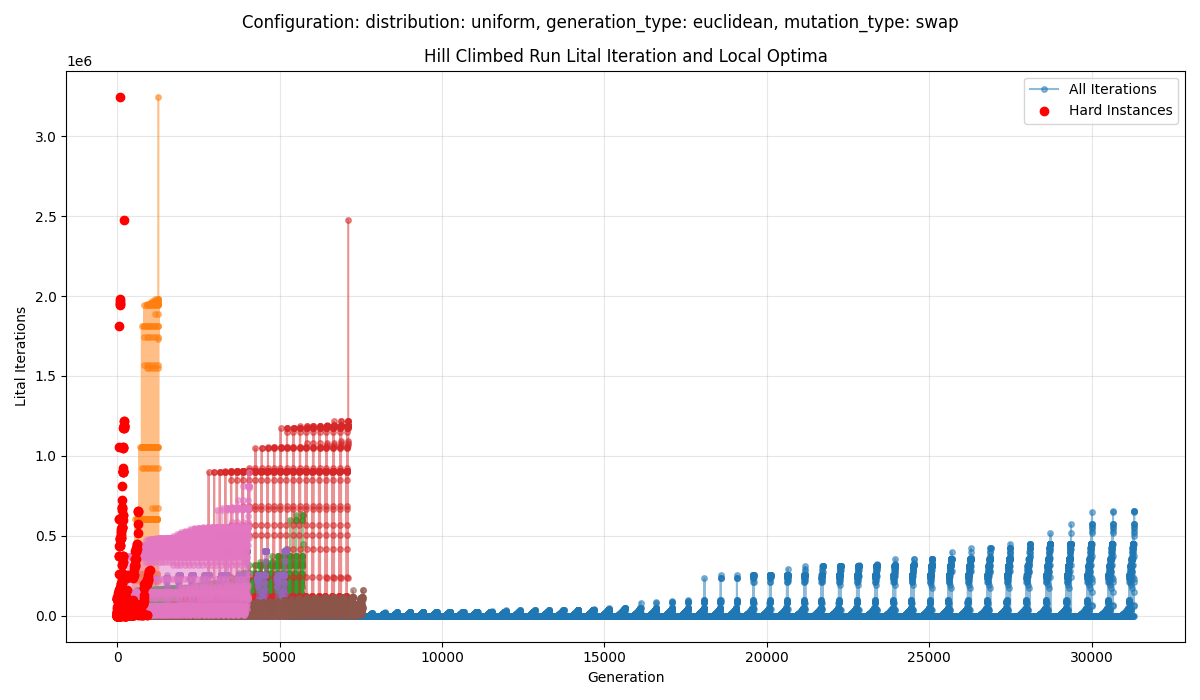 Configuration: distribution: uniform, generation_type: euclidean, mutation_type: swap
Hill Climbed Run Lital Iteration and Local Optima
1e6
All Iterations
Hard Instances
3.0
2.5
2.0
1.5
1.0
0.5
0.0
Lital Iterations
0 5000 10000 15000 20000 25000 30000
Generation